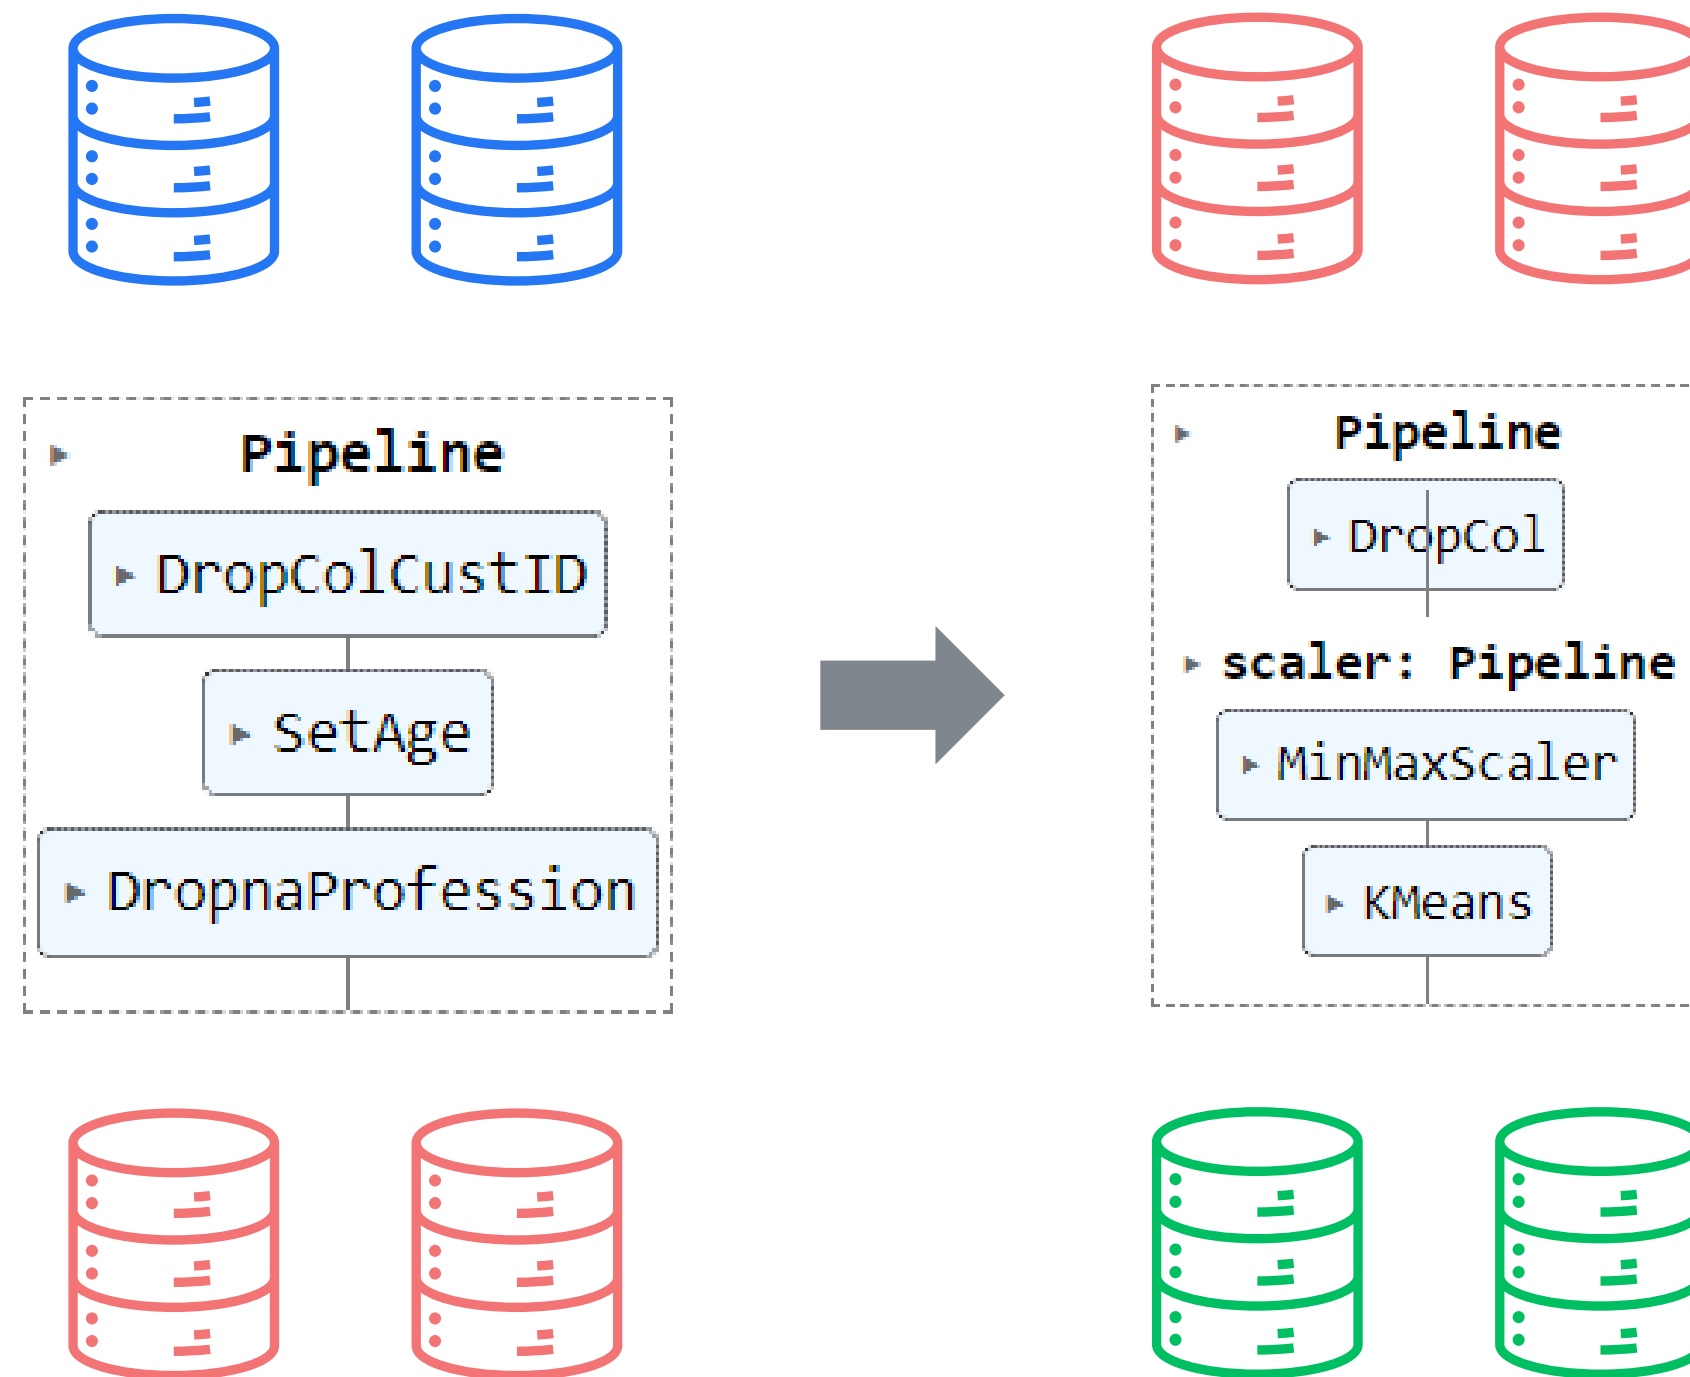 Pipeline
DropColCustID
SetAge
DropnaProfession
Pipeline
DropCol
scaler: Pipeline
MinMaxScaler
KMeans